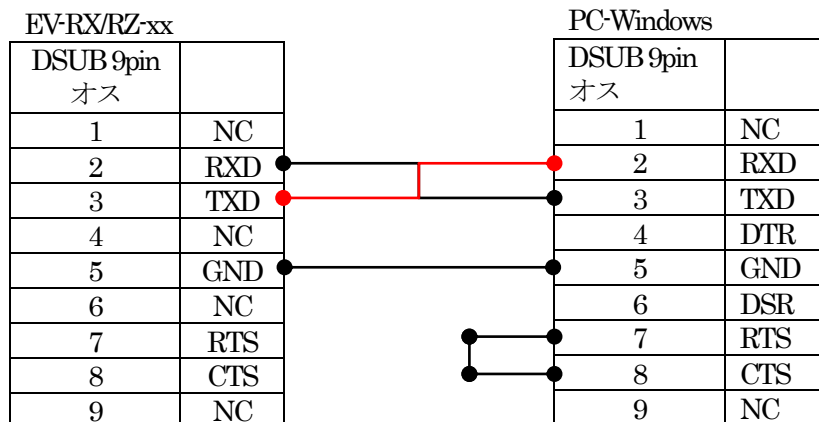 EV-RX/RZ-xx
DSUB 9pin
オス
1 NC
2 RXD
3 TXD
4 NC
5 GND
6 NC
7 RTS
8 CTS
9 NC
PC-Windows
DSUB 9pin
オス
1 NC
2 RXD
3 TXD
4 DTR
5 GND
6 DSR
7 RTS
8 CTS
9 NC